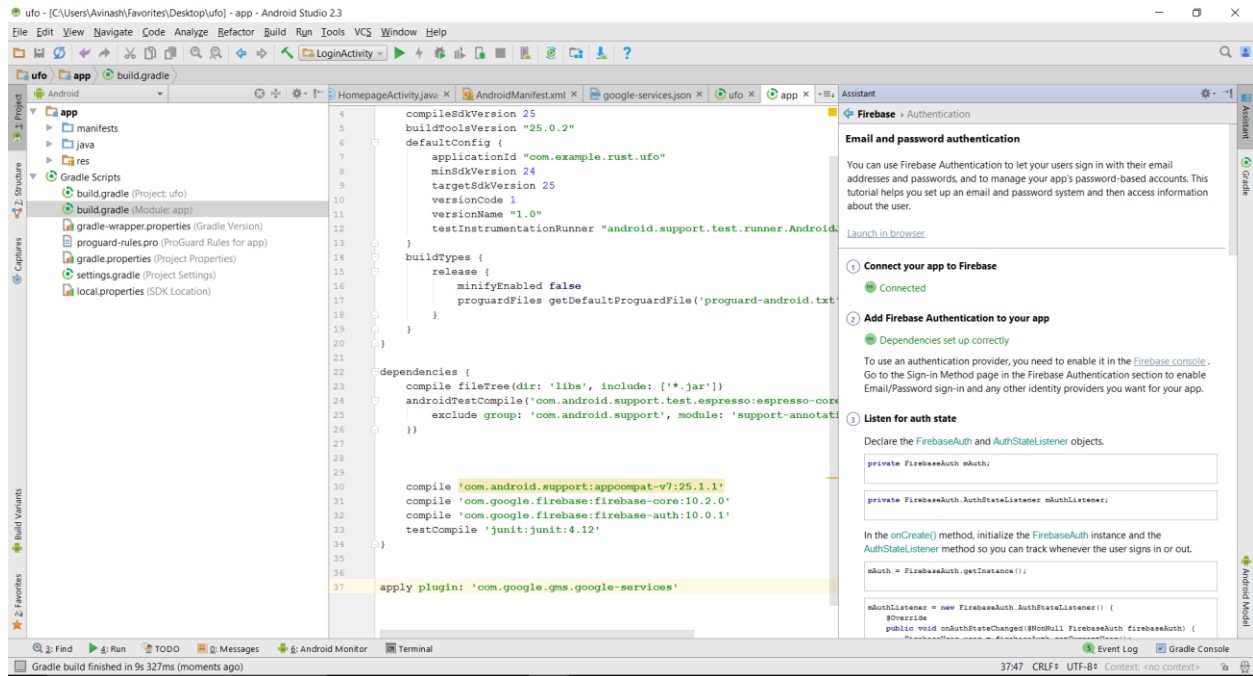 ufo - [C:\Users\Avinash\Favorites\Desktop\ufo] - app - Android Studio 2.3
File Edit View Navigate Code Analyze Refactor Build Run Tools VCS Window Help
LoginActivity
ufo app build.gradle
Android
HomepageActivity.java AndroidManifest.xml google-services.json ufo app
Assistant
1: Project
Z: Structure
Captures
Build Variants
2: Favorites
app
manifests
java
res
Gradle Scripts
build.gradle (Project: ufo)
build.gradle (Module: app)
gradle-wrapper.properties (Gradle Version)
proguard-rules.pro (ProGuard Rules for app)
gradle.properties (Project Properties)
settings.gradle (Project Settings)
local.properties (SDK Location)
4 compileSdkVersion 25
5 buildToolsVersion "25.0.2"
6 defaultConfig {
7 applicationId "com.example.rust.ufo"
8 minSdkVersion 24
9 targetSdkVersion 25
10 versionCode 1
11 versionName "1.0"
12 testInstrumentationRunner "android.support.test.runner.Android
13 }
14 buildTypes {
15 release {
16 minifyEnabled false
17 proguardFiles getDefaultProguardFile('proguard-android.txt'
18 }
19 }
20 }
21
22 dependencies {
23 compile fileTree(dir: 'libs', include: ['*.jar'])
24 androidTestCompile('com.android.support.test.espresso:espresso-core
25 exclude group: 'com.android.support', module: 'support-annotati
26 })
27
28
29
30 compile 'com.android.support:appcompat-v7:25.1.1'
31 compile 'com.google.firebase:firebase-core:10.2.0'
32 compile 'com.google.firebase:firebase-auth:10.0.1'
33 testCompile 'junit:junit:4.12'
34 }
35
36
37 apply plugin: 'com.google.gms.google-services'
Firebase › Authentication
Email and password authentication
You can use Firebase Authentication to let your users sign in with their email
addresses and passwords, and to manage your app's password-based accounts. This
tutorial helps you set up an email and password system and then access information
about the user.
Launch in browser
1 Connect your app to Firebase
Connected
2 Add Firebase Authentication to your app
Dependencies set up correctly
To use an authentication provider, you need to enable it in the Firebase console .
Go to the Sign-in Method page in the Firebase Authentication section to enable
Email/Password sign-in and any other identity providers you want for your app.
3 Listen for auth state
Declare the FirebaseAuth and AuthStateListener objects.
private FirebaseAuth mAuth;
private FirebaseAuth.AuthStateListener mAuthListener;
In the onCreate() method, initialize the FirebaseAuth instance and the
AuthStateListener method so you can track whenever the user signs in or out.
mAuth = FirebaseAuth.getInstance();
mAuthListener = new FirebaseAuth.AuthStateListener() {
@Override
public void onAuthStateChanged(@NonNull FirebaseAuth firebaseAuth) {
Assistant
Gradle
Android Model
3: Find 4: Run TODO 0: Messages 6: Android Monitor Terminal
5 Event Log Gradle Console
Gradle build finished in 9s 327ms (moments ago)
37:47 CRLF UTF-8 Context: <no context>